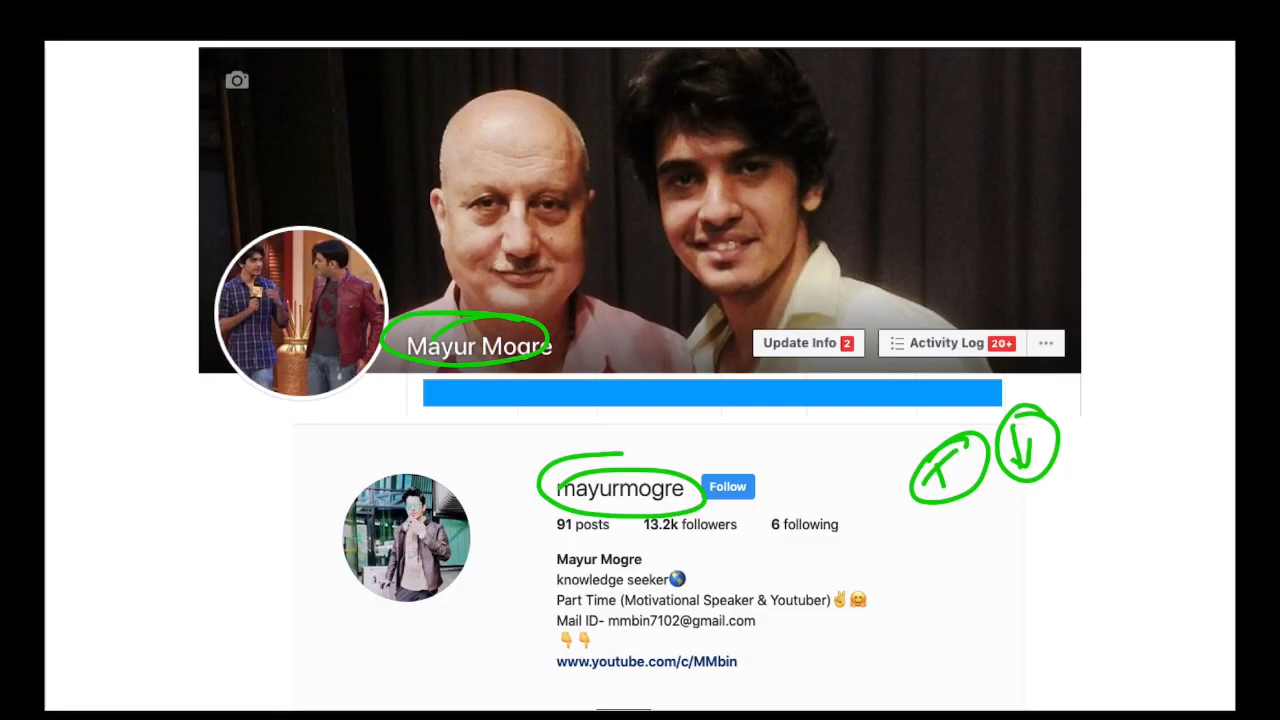 Mayur Mogre
Update Info 2
Activity Log 20+
T
mayurmogre Follow
91 posts 13.2k followers 6 following
Mayur Mogre
knowledge seeker🌎
Part Time (Motivational Speaker & Youtuber)✌️🤗
Mail ID- mmbin7102@gmail.com
👇👇
www.youtube.com/c/MMbin